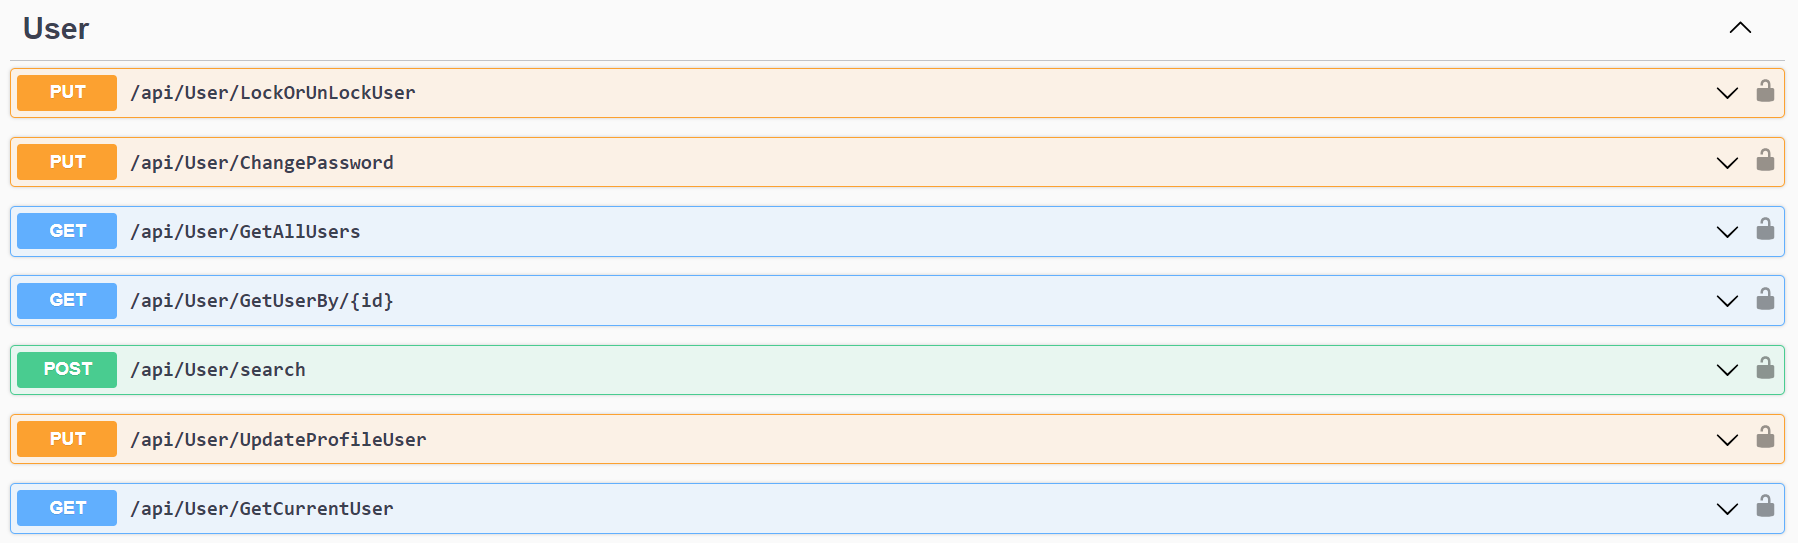 User
PUT /api/User/LockOrUnLockUser
PUT /api/User/ChangePassword
GET /api/User/GetAllUsers
GET /api/User/GetUserBy/{id}
POST /api/User/search
PUT /api/User/UpdateProfileUser
GET /api/User/GetCurrentUser